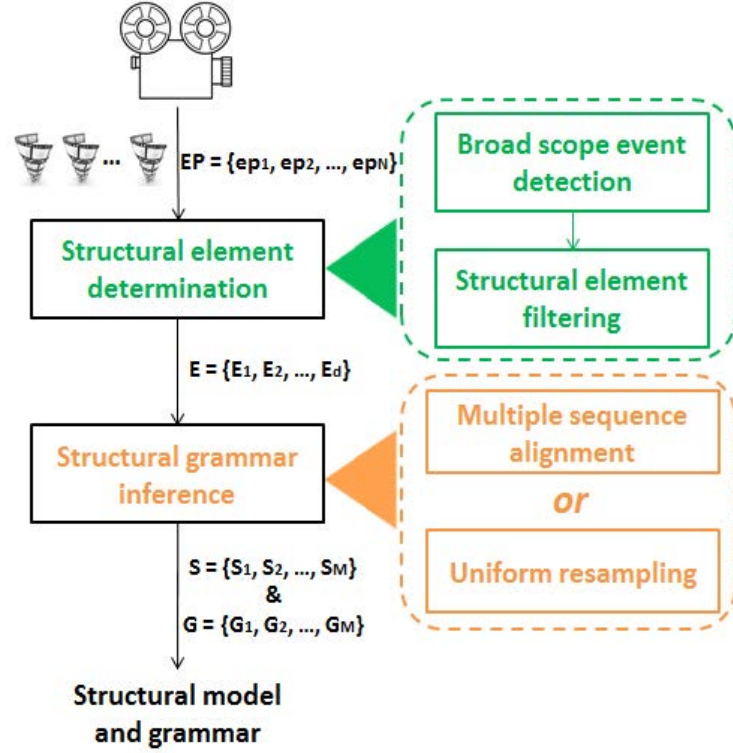 ...
EP = {ep1, ep2, ..., epN}
Broad scope event
detection
Structural element
determination
Structural element
filtering
E = {E1, E2, ..., Ed}
Structural grammar
inference
Multiple sequence
alignment
or
Uniform resampling
S = {S1, S2, ..., SM}
&
G = {G1, G2, ..., GM}
Structural model
and grammar